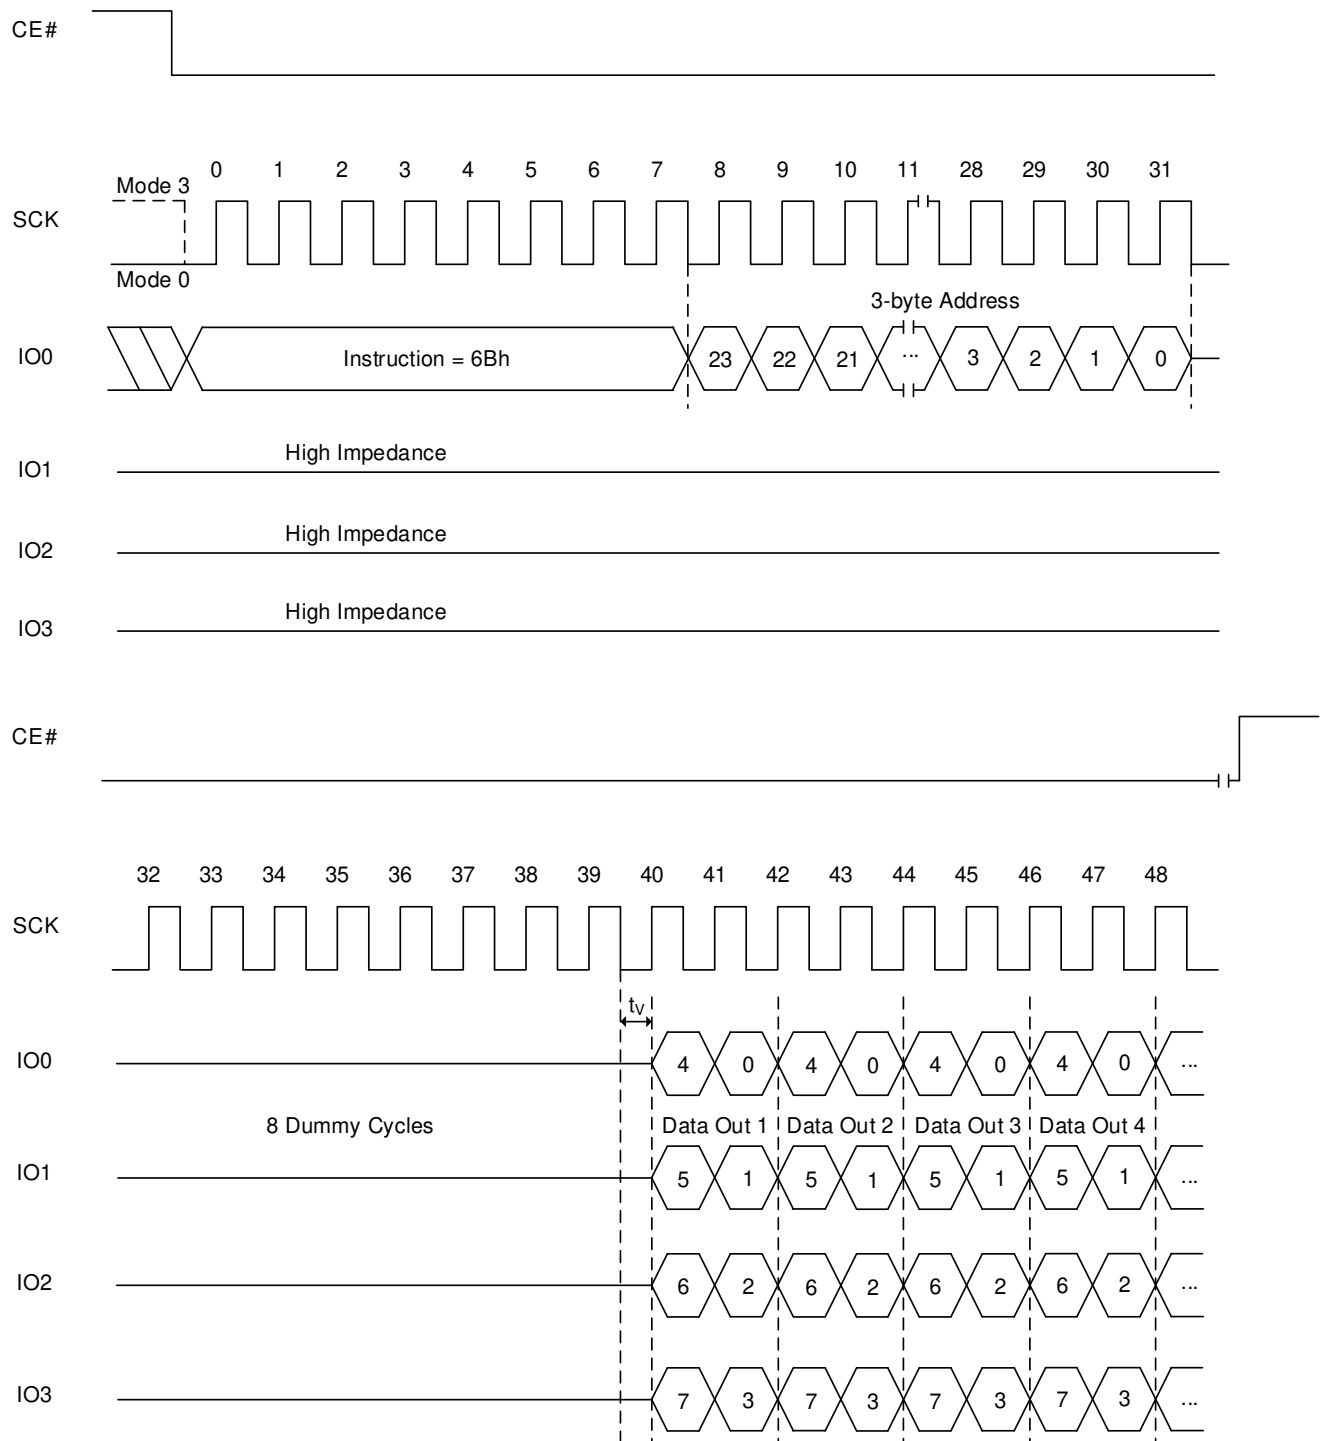 CE#
0 1 2 3 4 5 6 7 8 9 10 11 28 29 30 31
Mode 3
SCK
Mode 0
3-byte Address
IO0 Instruction = 6Bh 23 22 21 ... 3 2 1 0
High Impedance
IO1
High Impedance
IO2
High Impedance
IO3
CE#
32 33 34 35 36 37 38 39 40 41 42 43 44 45 46 47 48
SCK
tV
IO0 4 0 4 0 4 0 4 0 ...
8 Dummy Cycles Data Out 1 Data Out 2 Data Out 3 Data Out 4
IO1 5 1 5 1 5 1 5 1 ...
IO2 6 2 6 2 6 2 6 2 ...
IO3 7 3 7 3 7 3 7 3 ...